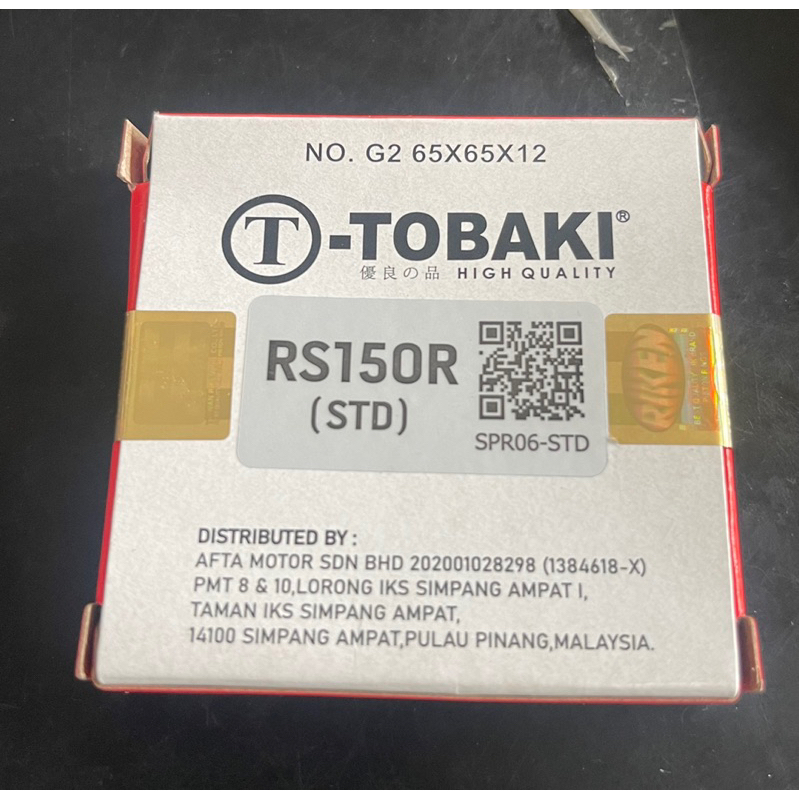 NO. G2 65X65X12
T-TOBAKI®
優良の品 HIGH QUALITY
RS150R
(STD)
SPR06-STD
RIKEN
DISTRIBUTED BY :
AFTA MOTOR SDN BHD 202001028298 (1384618-X)
PMT 8 & 10,LORONG IKS SIMPANG AMPAT I,
TAMAN IKS SIMPANG AMPAT,
14100 SIMPANG AMPAT,PULAU PINANG,MALAYSIA.